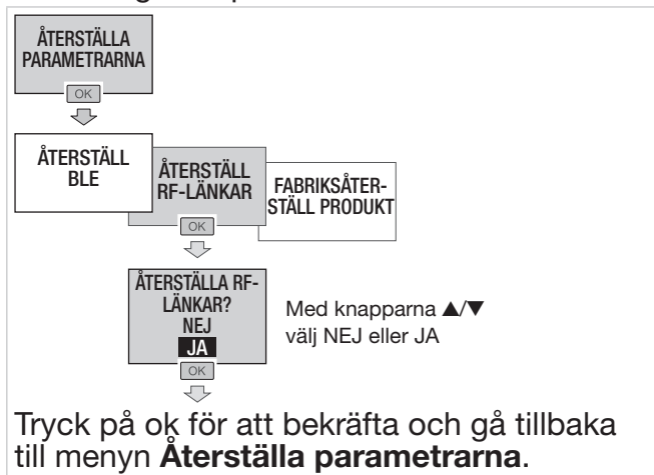 ÅTERSTÄLLA
PARAMETRARNA
OK
ÅTERSTÄLL
BLE
ÅTERSTÄLL
RF-LÄNKAR
FABRIKSÅTER-
STÄLL PRODUKT
OK
ÅTERSTÄLLA RF-
LÄNKAR?
NEJ
JA
OK
Med knapparna ▲/▼
välj NEJ eller JA
Tryck på ok för att bekräfta och gå tillbaka
till menyn Återställa parametrarna.